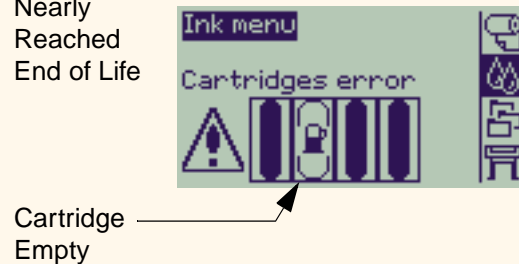 Nearly
Reached
End of Life
Ink menu
Cartridges error
Cartridge
Empty